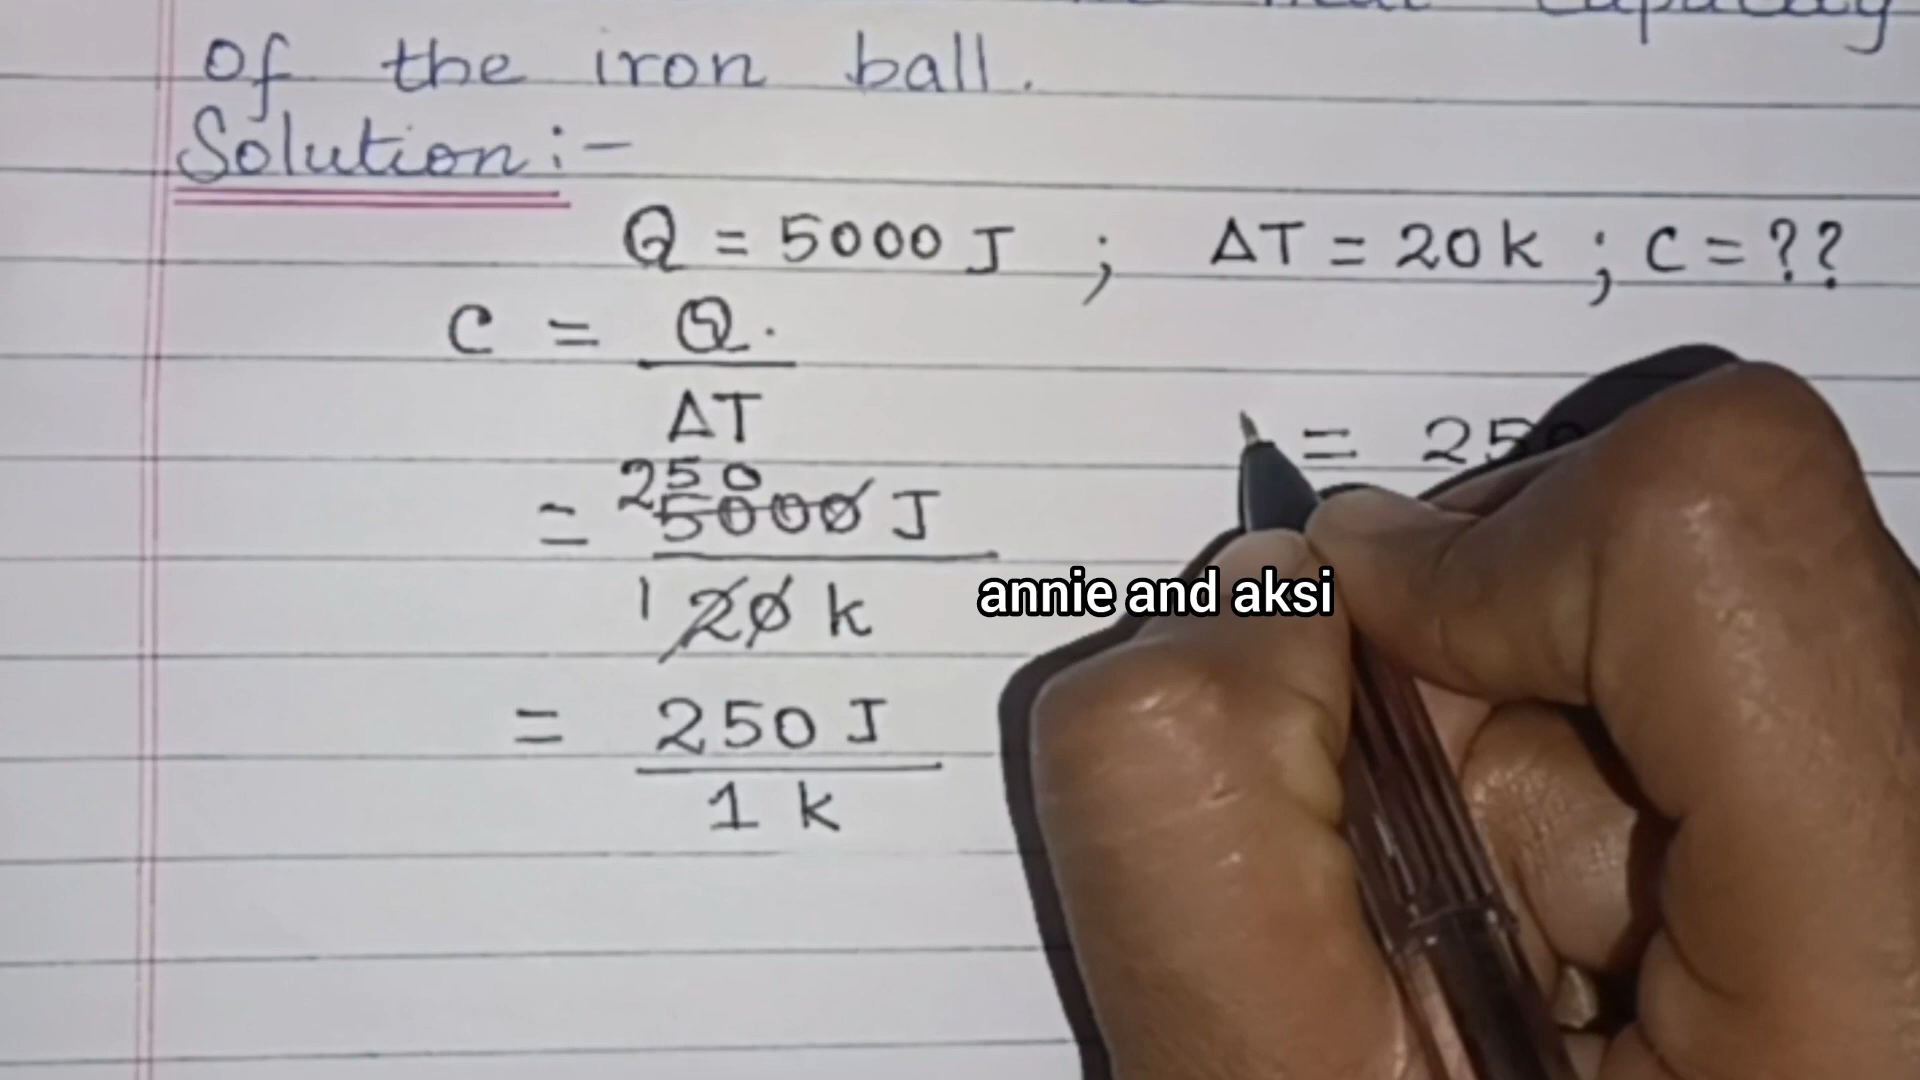 capacity
of the iron ball.
Solution :-
Q = 5000 J ; ΔT = 20 k ; C = ??
C = Q.
ΔT
250
= 5000 J
1 20 k
= 250 J
1 k
= 25
annie and aksi